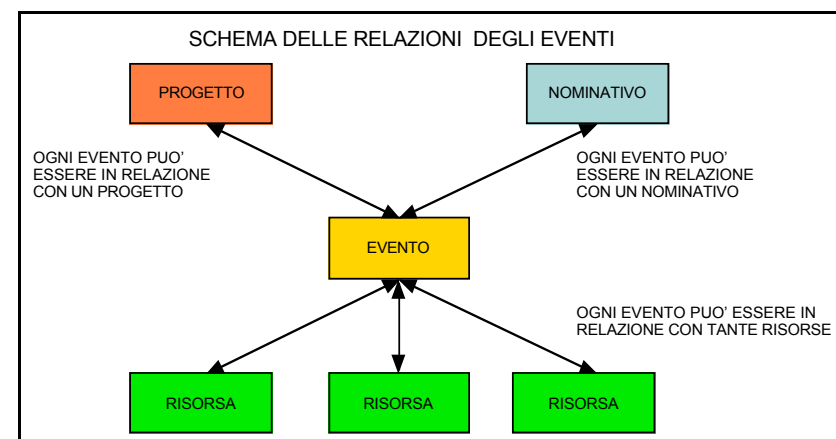 SCHEMA DELLE RELAZIONI  DEGLI EVENTI
PROGETTO
NOMINATIVO
OGNI EVENTO PUO’
ESSERE IN RELAZIONE
CON UN PROGETTO
OGNI EVENTO PUO’
ESSERE IN RELAZIONE
CON UN NOMINATIVO
EVENTO
OGNI EVENTO PUO’ ESSERE IN
RELAZIONE CON TANTE RISORSE
RISORSA
RISORSA
RISORSA